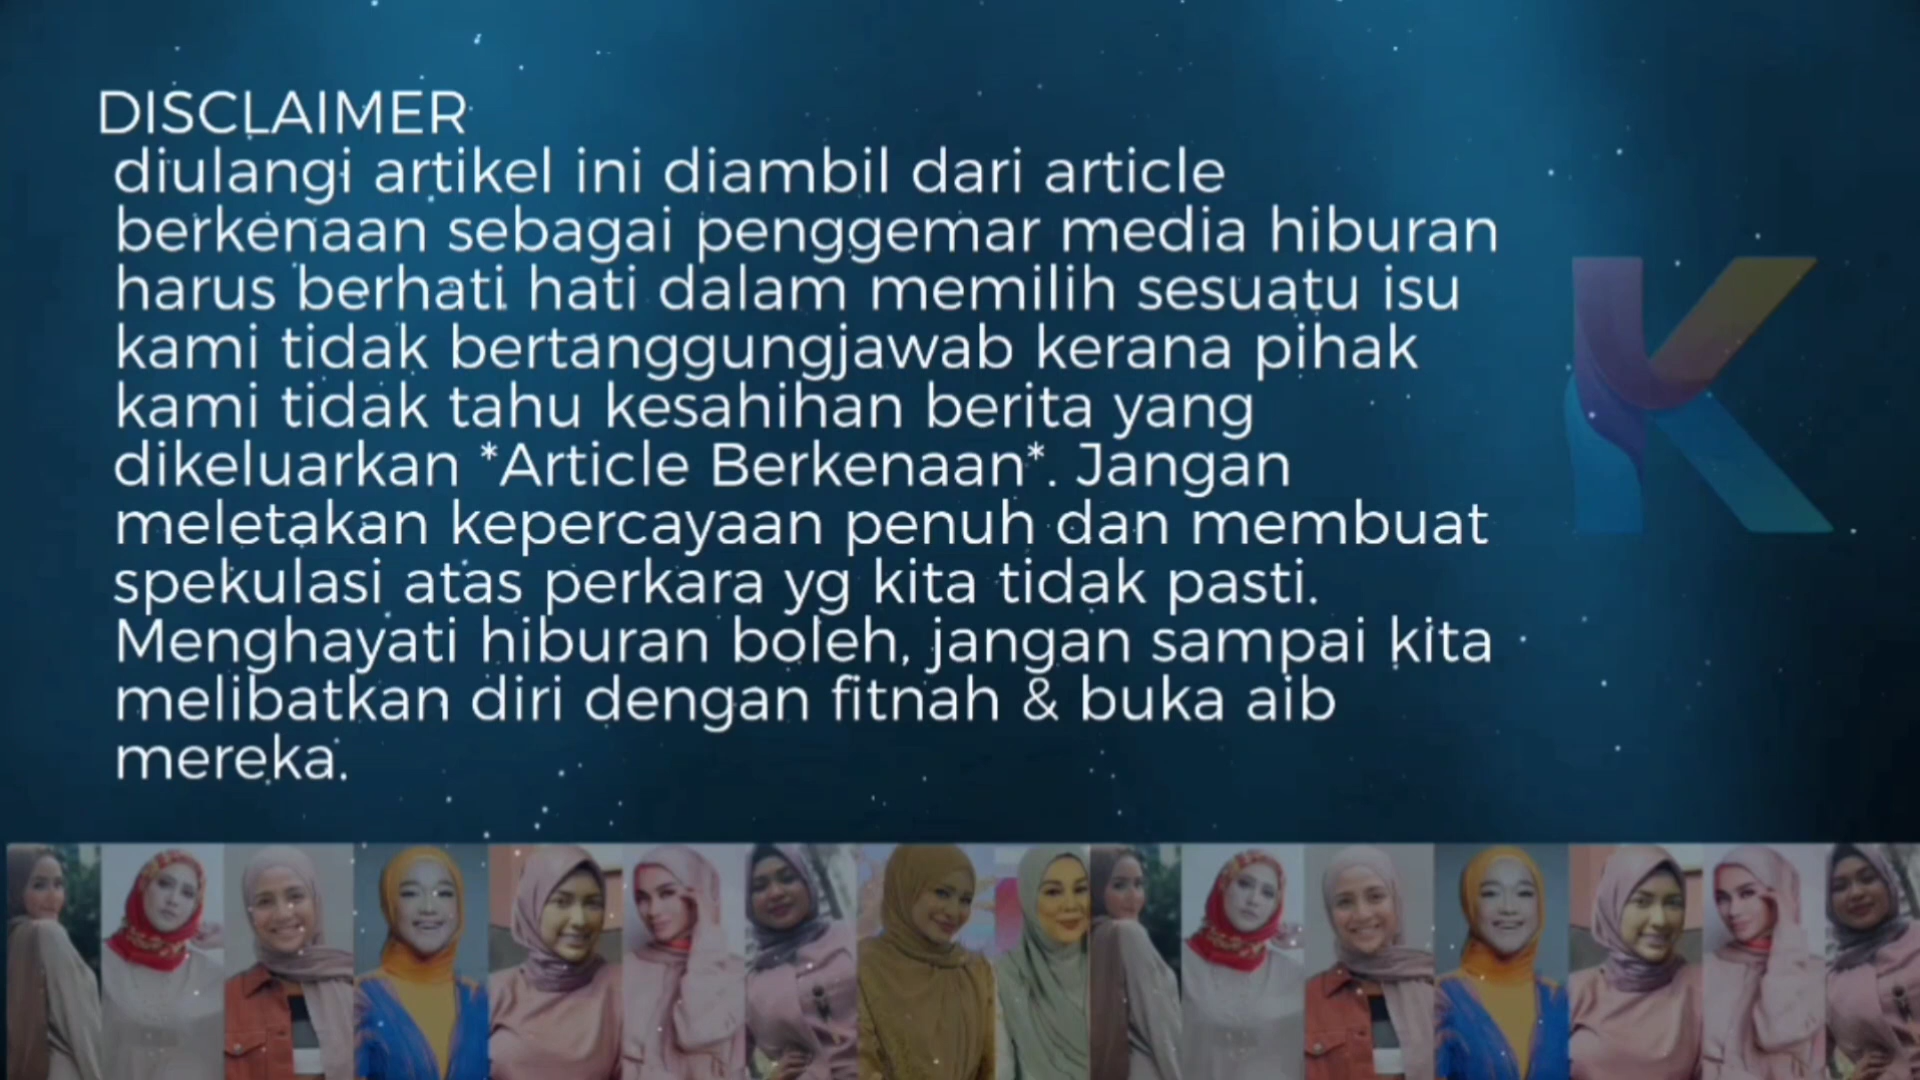 DISCLAIMER
diulangi artikel ini diambil dari article
berkenaan sebagai penggemar media hiburan
harus berhati hati dalam memilih sesuatu isu
kami tidak bertanggungjawab kerana pihak
kami tidak tahu kesahihan berita yang
dikeluarkan *Article Berkenaan*. Jangan
meletakan kepercayaan penuh dan membuat
spekulasi atas perkara yg kita tidak pasti.
Menghayati hiburan boleh, jangan sampai kita
melibatkan diri dengan fitnah & buka aib
mereka.
K